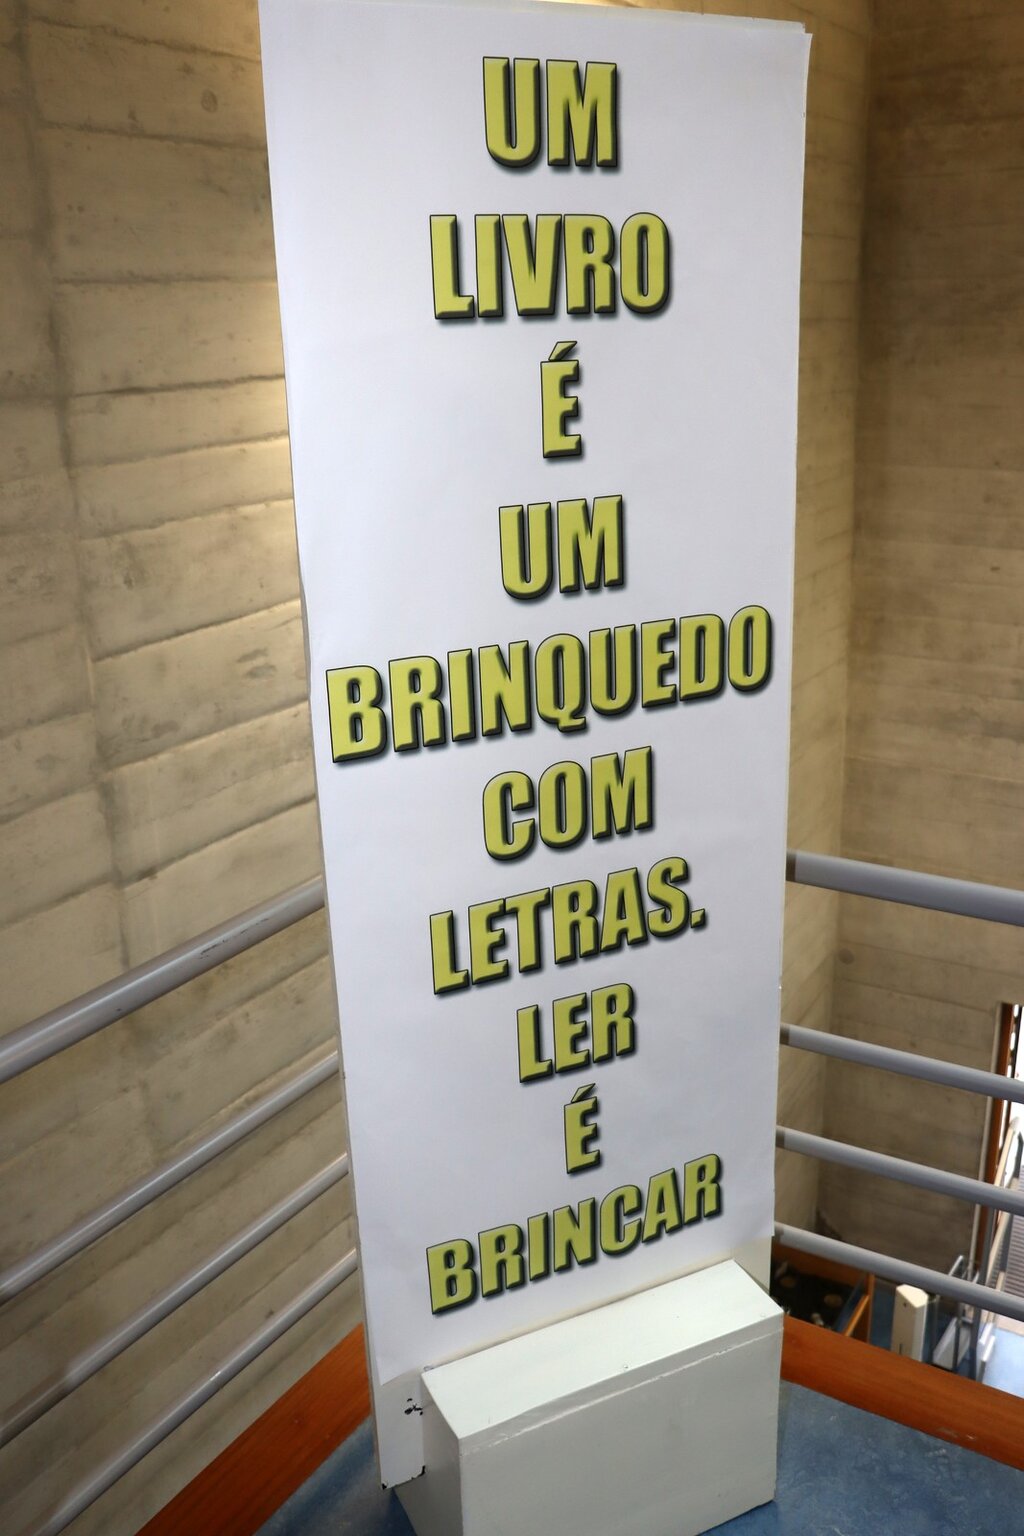 UM
LIVRO
É
UM
BRINQUEDO
COM
LETRAS.
LER
É
BRINCAR